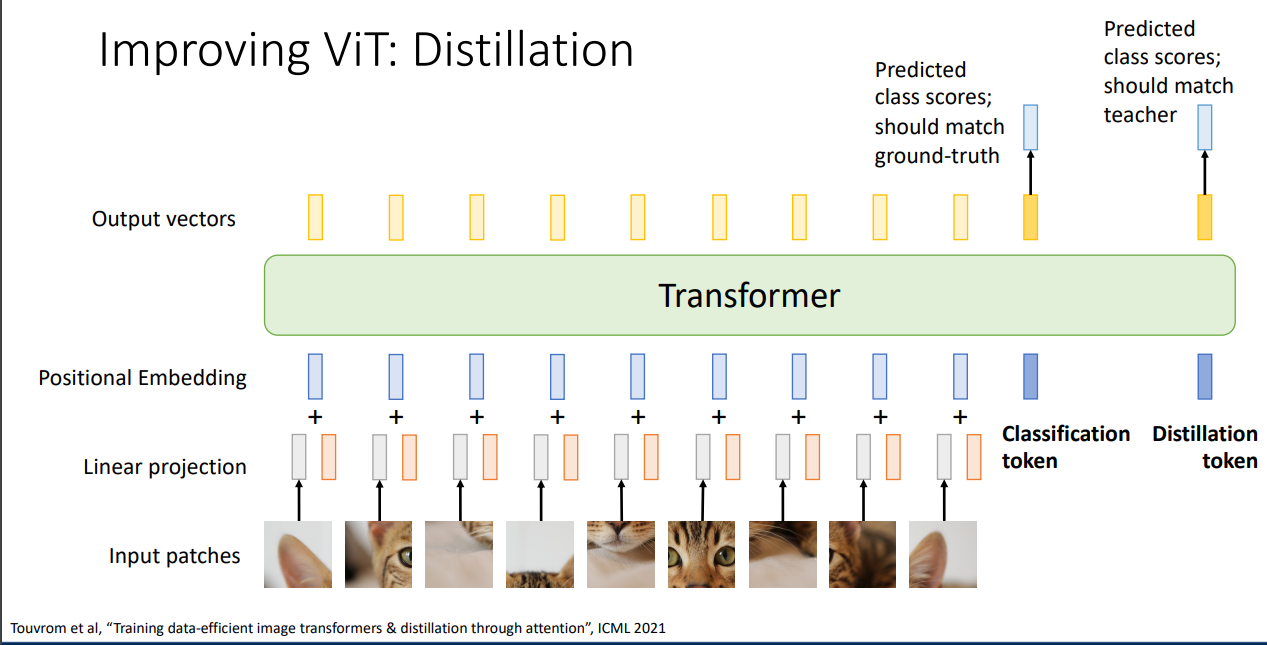 Improving ViT: Distillation
Predicted
class scores;
should match
ground-truth
Predicted
class scores;
should match
teacher
Output vectors
Transformer
Positional Embedding
+ + + + + + + + +
Linear projection
Classification
token
Distillation
token
Input patches
Touvrom et al, “Training data-efficient image transformers & distillation through attention”, ICML 2021